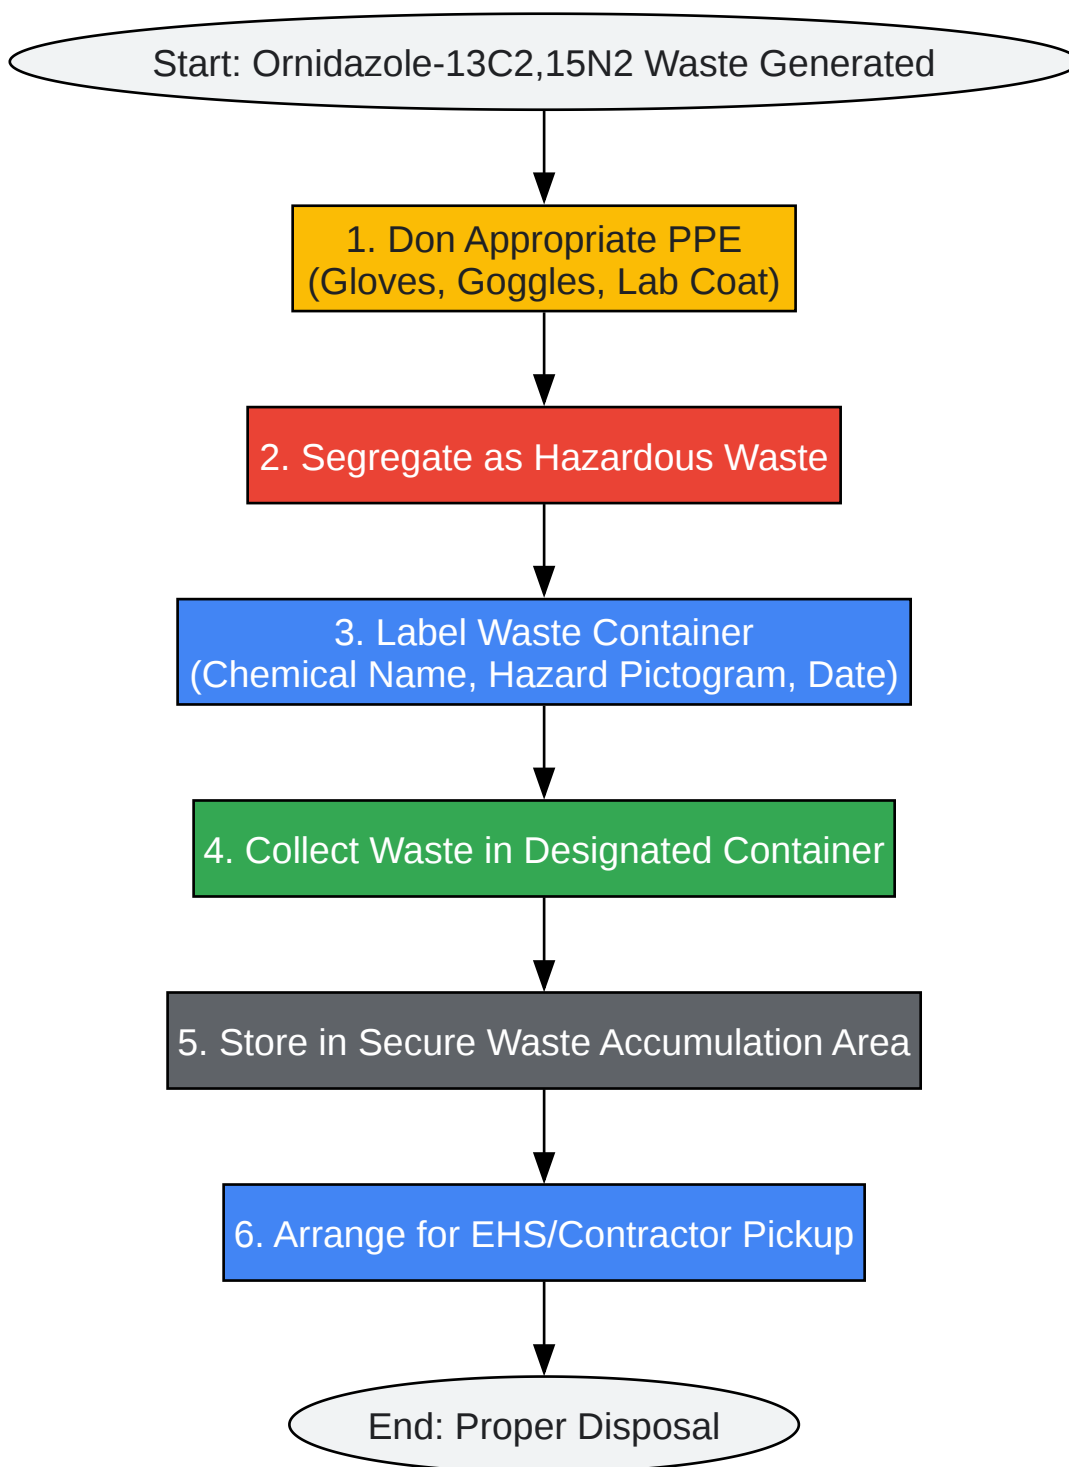 Start: Ornidazole-13C2,15N2 Waste Generated
1. Don Appropriate PPE
(Gloves, Goggles, Lab Coat)
2. Segregate as Hazardous Waste
3. Label Waste Container
(Chemical Name, Hazard Pictogram, Date)
4. Collect Waste in Designated Container
5. Store in Secure Waste Accumulation Area
6. Arrange for EHS/Contractor Pickup
End: Proper Disposal